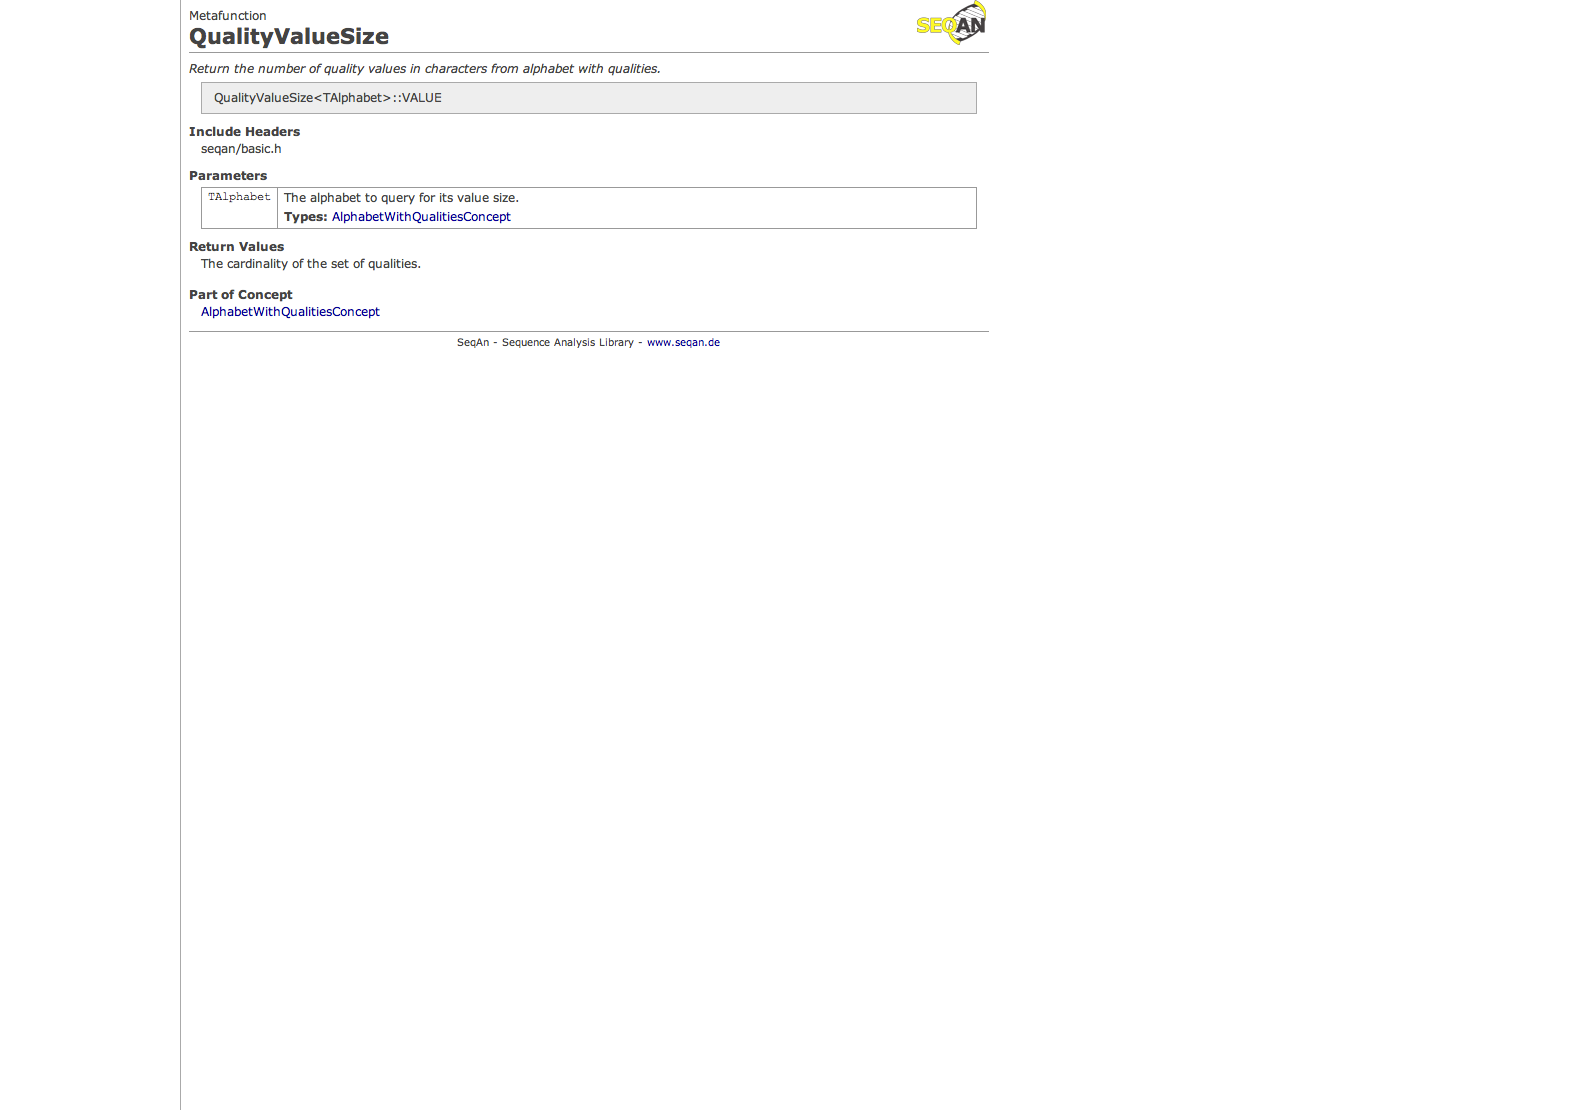 Metafunction
SEQAN
QualityValueSize
Return the number of quality values in characters from alphabet with qualities.
QualityValueSize<TAlphabet>::VALUE
Include Headers
seqan/basic.h
Parameters
TAlphabet The alphabet to query for its value size.
Types: AlphabetWithQualitiesConcept
Return Values
The cardinality of the set of qualities.
Part of Concept
AlphabetWithQualitiesConcept
SeqAn - Sequence Analysis Library - www.seqan.de